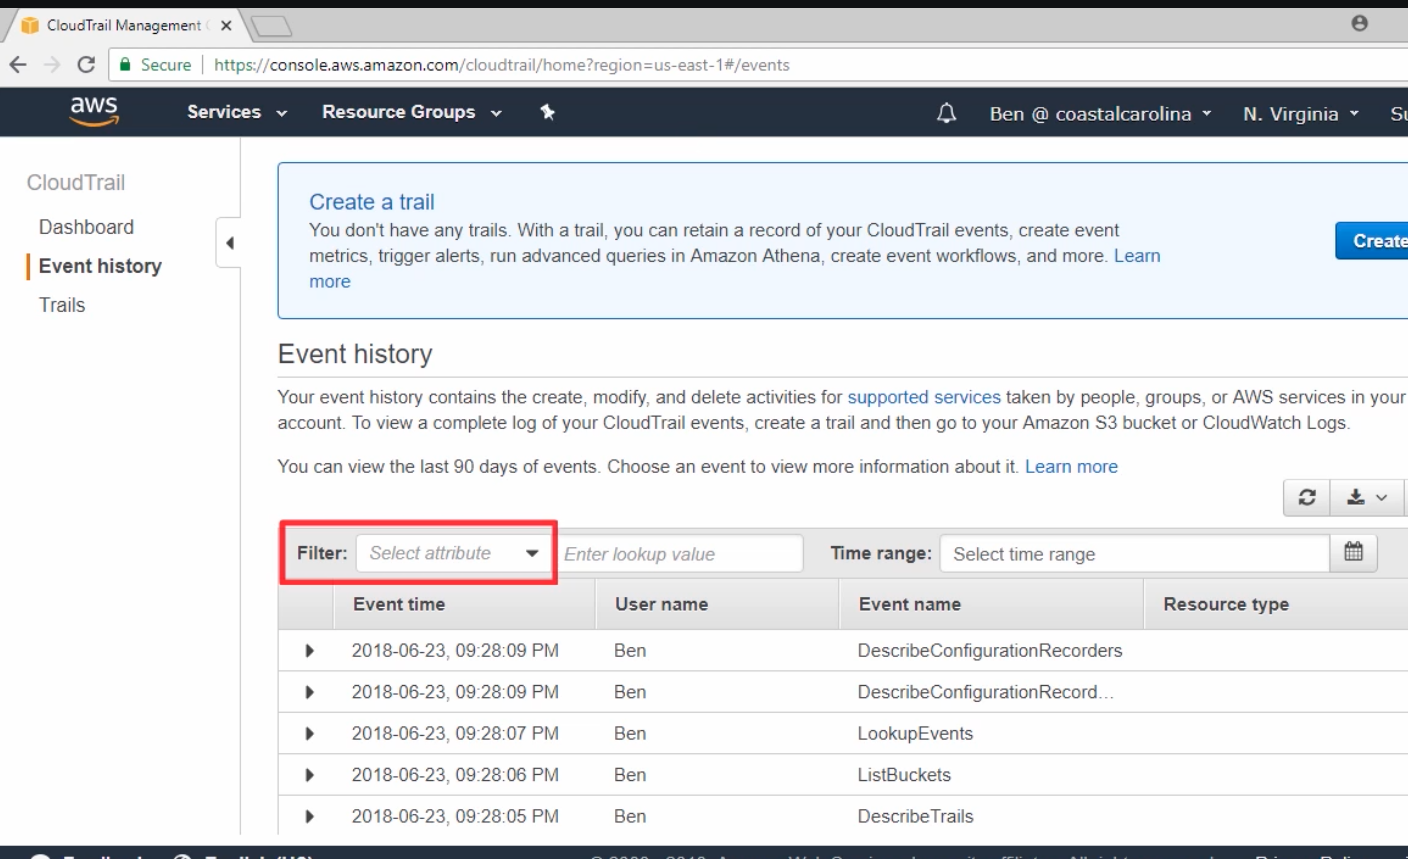 CloudTrail Management
Secure https://console.aws.amazon.com/cloudtrail/home?region=us-east-1#/events
aws Services Resource Groups Ben @ coastalcarolina N. Virginia
CloudTrail
Dashboard
Event history
Trails
Create a trail
You don't have any trails. With a trail, you can retain a record of your CloudTrail events, create event
metrics, trigger alerts, run advanced queries in Amazon Athena, create event workflows, and more. Learn
more
Create
Event history
Your event history contains the create, modify, and delete activities for supported services taken by people, groups, or AWS services in your
account. To view a complete log of your CloudTrail events, create a trail and then go to your Amazon S3 bucket or CloudWatch Logs.
You can view the last 90 days of events. Choose an event to view more information about it. Learn more
Filter: Select attribute Enter lookup value Time range: Select time range
Event time User name Event name Resource type
2018-06-23, 09:28:09 PM Ben DescribeConfigurationRecorders
2018-06-23, 09:28:09 PM Ben DescribeConfigurationRecord...
2018-06-23, 09:28:07 PM Ben LookupEvents
2018-06-23, 09:28:06 PM Ben ListBuckets
2018-06-23, 09:28:05 PM Ben DescribeTrails